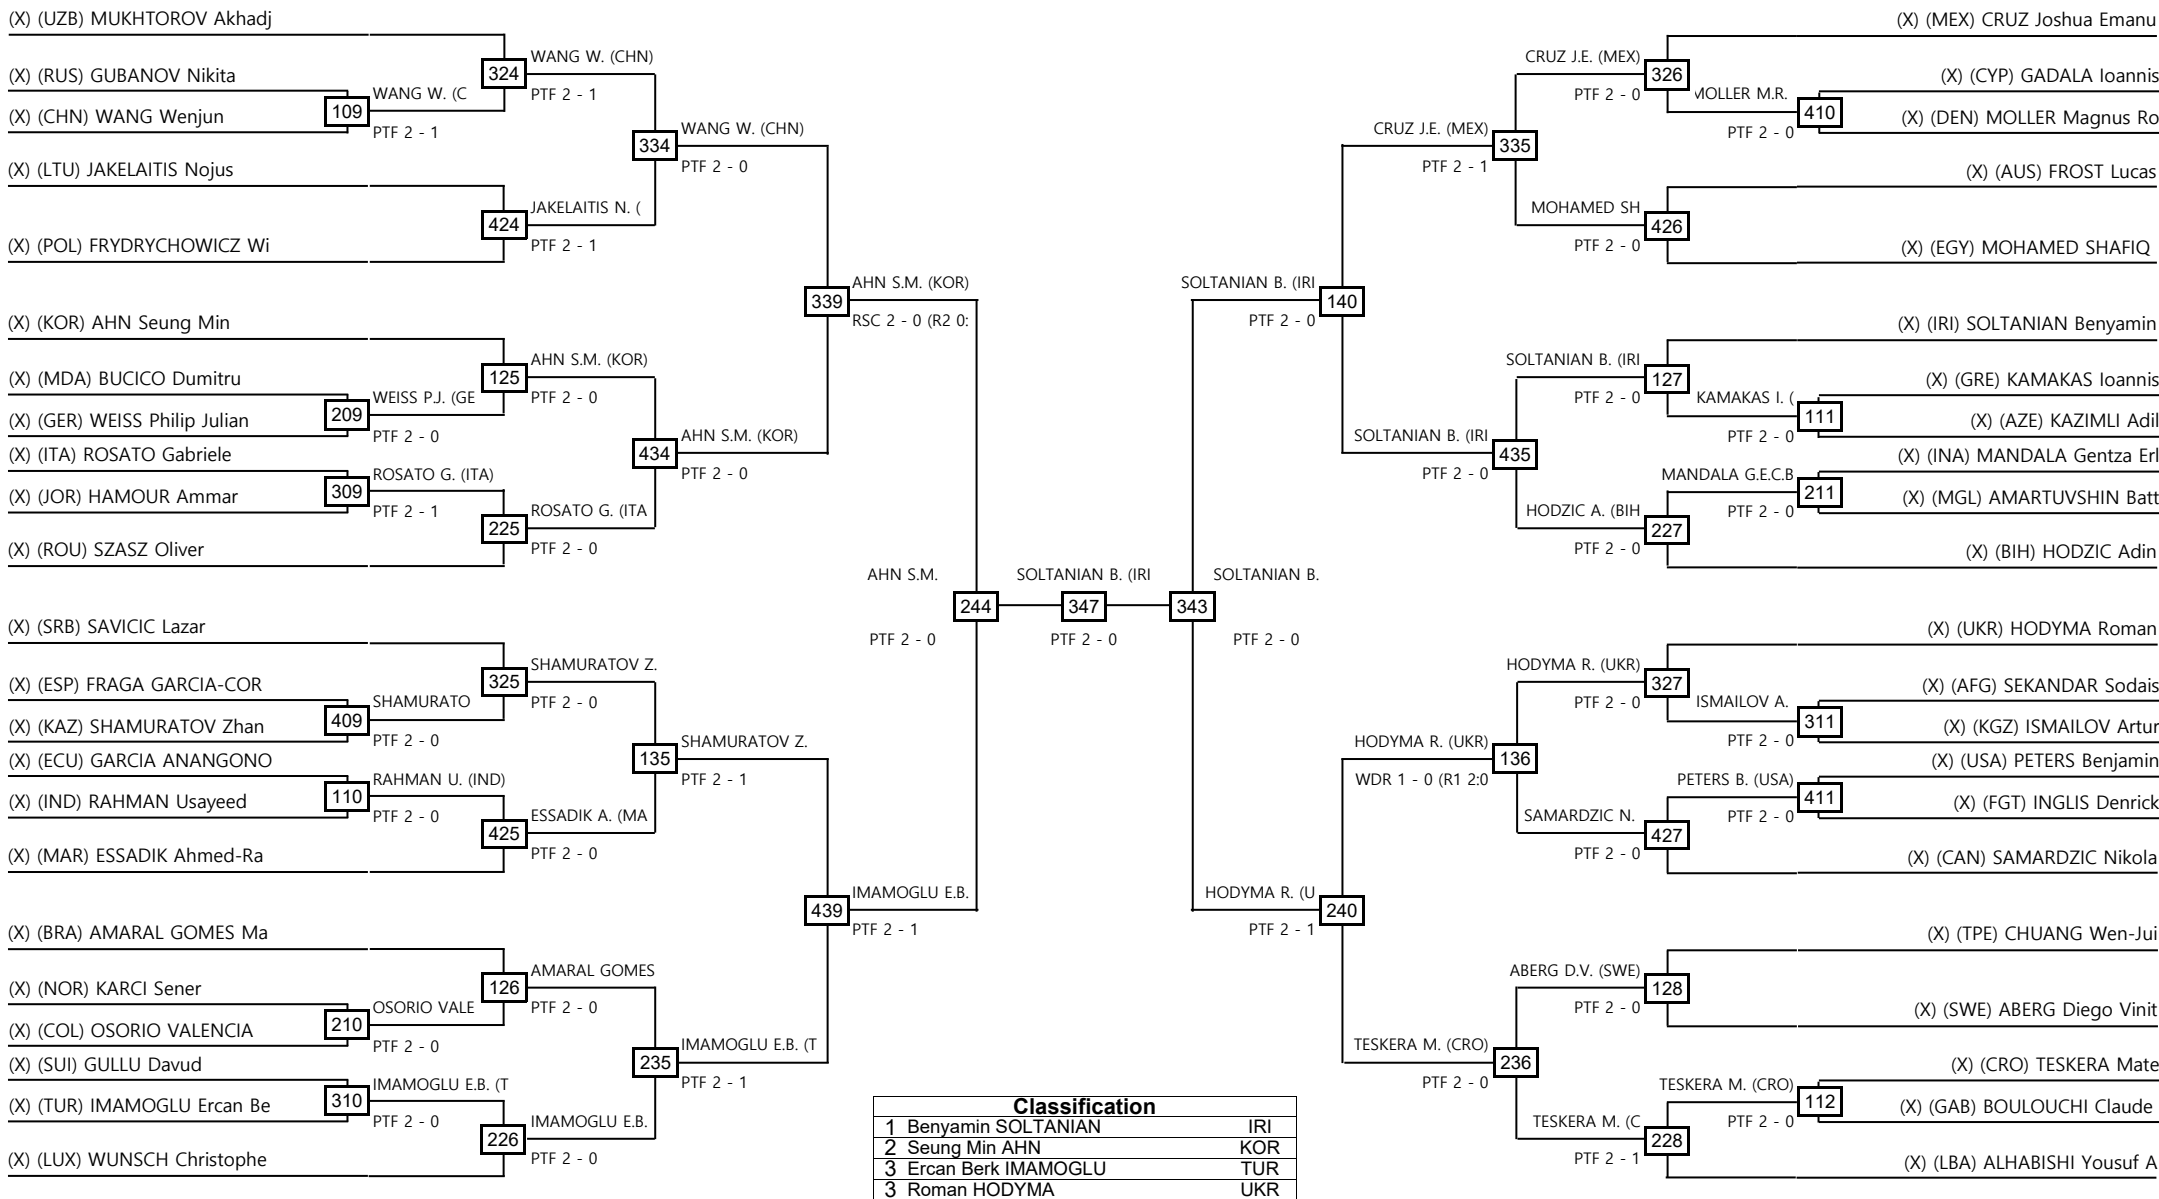 (X) (UZB) MUKHTOROV Akhadj
(X) (RUS) GUBANOV Nikita
(X) (CHN) WANG Wenjun
(X) (LTU) JAKELAITIS Nojus
(X) (POL) FRYDRYCHOWICZ Wi
(X) (KOR) AHN Seung Min
(X) (MDA) BUCICO Dumitru
(X) (GER) WEISS Philip Julian
(X) (ITA) ROSATO Gabriele
(X) (JOR) HAMOUR Ammar
(X) (ROU) SZASZ Oliver
(X) (SRB) SAVICIC Lazar
(X) (ESP) FRAGA GARCIA-COR
(X) (KAZ) SHAMURATOV Zhan
(X) (ECU) GARCIA ANANGONO
(X) (IND) RAHMAN Usayeed
(X) (MAR) ESSADIK Ahmed-Ra
(X) (BRA) AMARAL GOMES Ma
(X) (NOR) KARCI Sener
(X) (COL) OSORIO VALENCIA
(X) (SUI) GULLU Davud
(X) (TUR) IMAMOGLU Ercan Be
(X) (LUX) WUNSCH Christophe
109
WANG W. (C
PTF 2 - 1
209
WEISS P.J. (GE
PTF 2 - 0
309
ROSATO G. (ITA)
PTF 2 - 1
409
SHAMURATO
PTF 2 - 0
110
RAHMAN U. (IND)
PTF 2 - 0
210
OSORIO VALE
PTF 2 - 0
310
IMAMOGLU E.B. (T
PTF 2 - 0
324
WANG W. (CHN)
PTF 2 - 1
424
JAKELAITIS N. (
PTF 2 - 1
125
AHN S.M. (KOR)
PTF 2 - 0
225
ROSATO G. (ITA
PTF 2 - 0
325
SHAMURATOV Z.
PTF 2 - 0
425
ESSADIK A. (MA
PTF 2 - 0
126
AMARAL GOMES
PTF 2 - 0
226
IMAMOGLU E.B.
PTF 2 - 0
334
WANG W. (CHN)
PTF 2 - 0
434
AHN S.M. (KOR)
PTF 2 - 0
135
SHAMURATOV Z.
PTF 2 - 1
235
IMAMOGLU E.B. (T
PTF 2 - 1
339
AHN S.M. (KOR)
RSC 2 - 0 (R2 0:
439
IMAMOGLU E.B.
PTF 2 - 1
AHN S.M.
244
PTF 2 - 0
SOLTANIAN B. (IRI
347
PTF 2 - 0
SOLTANIAN B.
343
PTF 2 - 0
SOLTANIAN B. (IRI
140
PTF 2 - 0
HODYMA R. (U
240
PTF 2 - 1
CRUZ J.E. (MEX)
335
PTF 2 - 1
SOLTANIAN B. (IRI
435
PTF 2 - 0
HODYMA R. (UKR)
136
WDR 1 - 0 (R1 2:0
TESKERA M. (CRO)
236
PTF 2 - 0
CRUZ J.E. (MEX)
326
PTF 2 - 0
MOHAMED SH
426
PTF 2 - 0
SOLTANIAN B. (IRI
127
PTF 2 - 0
HODZIC A. (BIH
227
PTF 2 - 0
HODYMA R. (UKR)
327
PTF 2 - 0
SAMARDZIC N.
427
PTF 2 - 0
ABERG D.V. (SWE)
128
PTF 2 - 0
TESKERA M. (C
228
PTF 2 - 1
MOLLER M.R.
410
PTF 2 - 0
KAMAKAS I. (
111
PTF 2 - 0
MANDALA G.E.C.B
211
PTF 2 - 0
ISMAILOV A.
311
PTF 2 - 0
PETERS B. (USA)
411
PTF 2 - 0
TESKERA M. (CRO)
112
PTF 2 - 0
(X) (MEX) CRUZ Joshua Emanu
(X) (CYP) GADALA Ioannis
(X) (DEN) MOLLER Magnus Ro
(X) (AUS) FROST Lucas
(X) (EGY) MOHAMED SHAFIQ
(X) (IRI) SOLTANIAN Benyamin
(X) (GRE) KAMAKAS Ioannis
(X) (AZE) KAZIMLI Adil
(X) (INA) MANDALA Gentza Erl
(X) (MGL) AMARTUVSHIN Batt
(X) (BIH) HODZIC Adin
(X) (UKR) HODYMA Roman
(X) (AFG) SEKANDAR Sodais
(X) (KGZ) ISMAILOV Artur
(X) (USA) PETERS Benjamin
(X) (FGT) INGLIS Denrick
(X) (CAN) SAMARDZIC Nikola
(X) (TPE) CHUANG Wen-Jui
(X) (SWE) ABERG Diego Vinit
(X) (CRO) TESKERA Mate
(X) (GAB) BOULOUCHI Claude
(X) (LBA) ALHABISHI Yousuf A
Classification
1 Benyamin SOLTANIAN IRI
2 Seung Min AHN KOR
3 Ercan Berk IMAMOGLU TUR
3 Roman HODYMA UKR